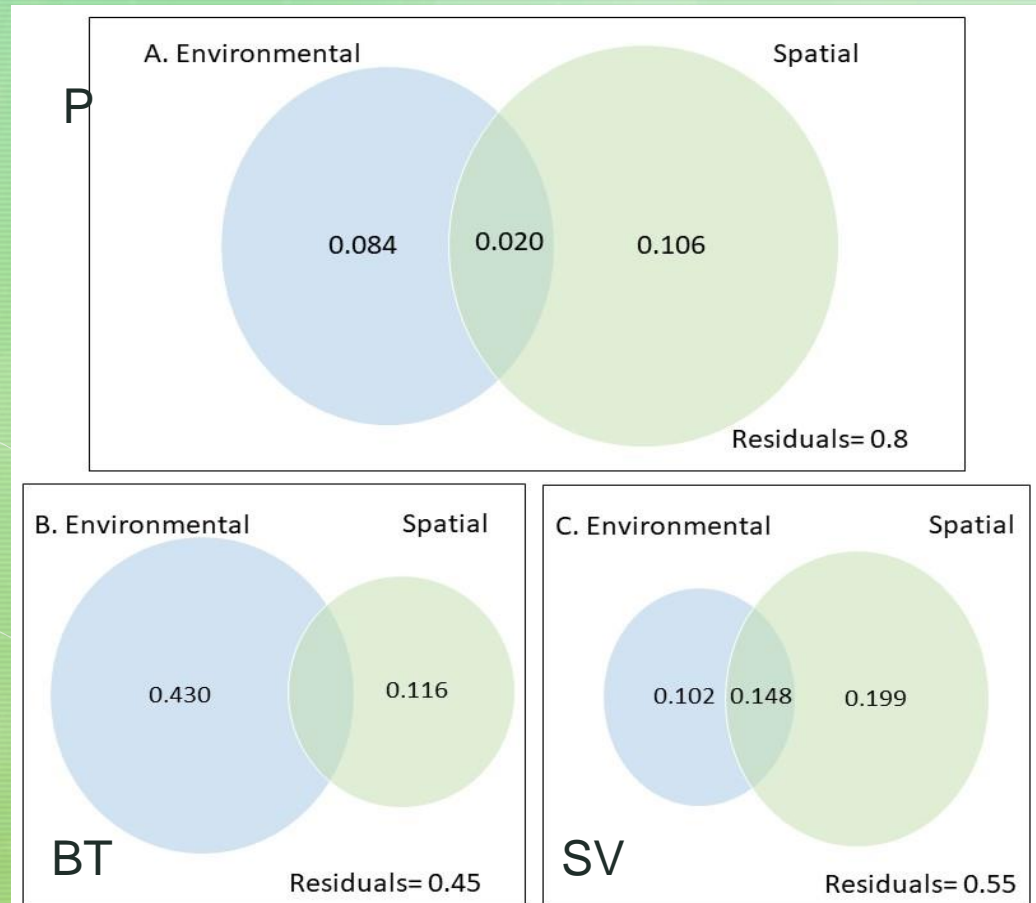 A. Environmental Spatial
P
0.084 0.020 0.106
Residuals= 0.8
B. Environmental Spatial
0.430 0.116
BT
Residuals= 0.45
C. Environmental Spatial
0.102 0.148 0.199
SV
Residuals= 0.55